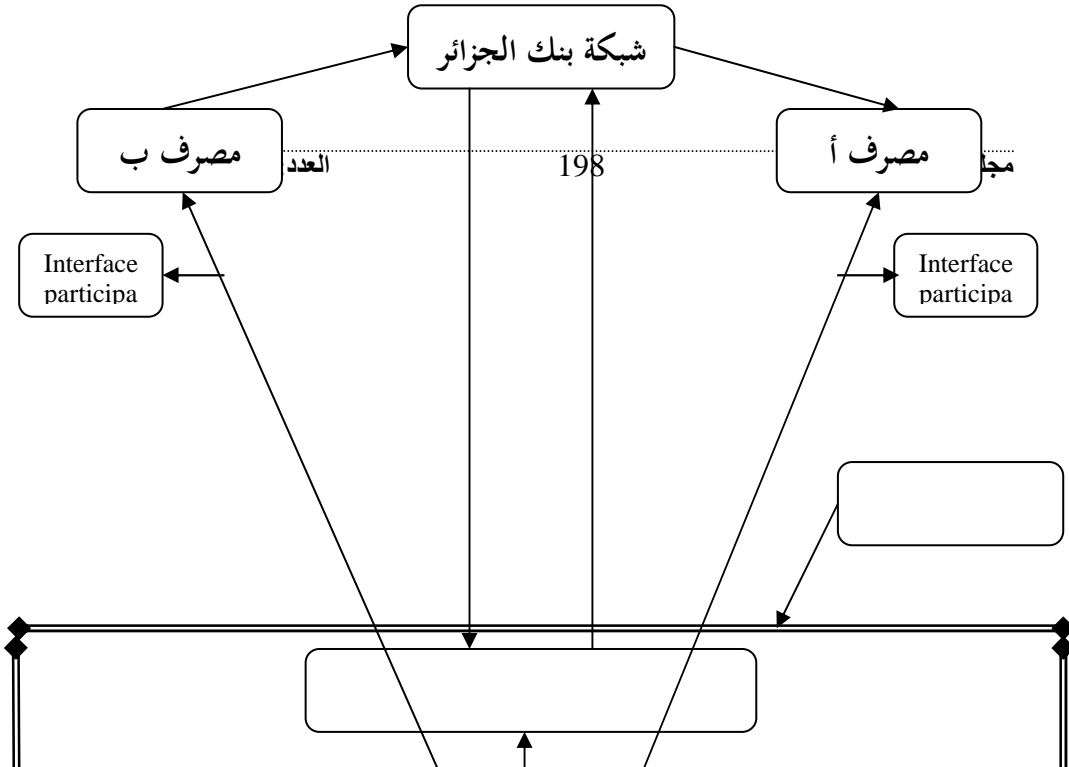 شبكة بنك الجزائر
مصرف أ
مصرف ب
198
العدد
Interface
participa
Interface
participa